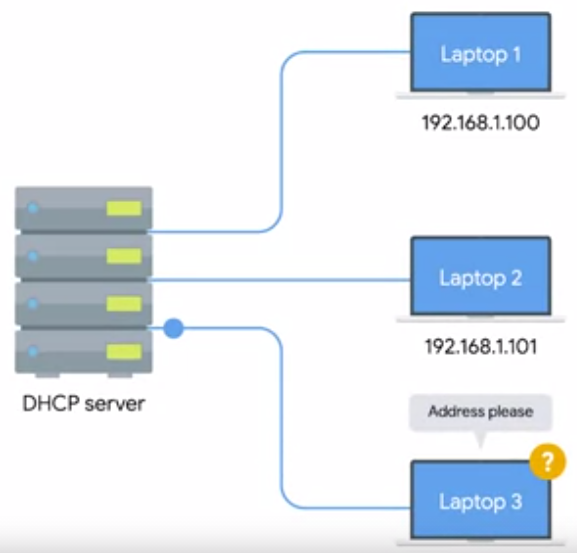 Laptop 1
192.168.1.100
Laptop 2
192.168.1.101
DHCP server
Address please
?
Laptop 3